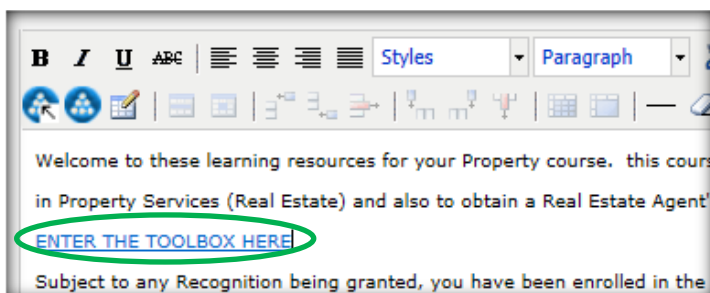 B I U ABC Styles Paragraph
Welcome to these learning resources for your Property course. this cours
in Property Services (Real Estate) and also to obtain a Real Estate Agent'
ENTER THE TOOLBOX HERE
Subject to any Recognition being granted, you have been enrolled in the